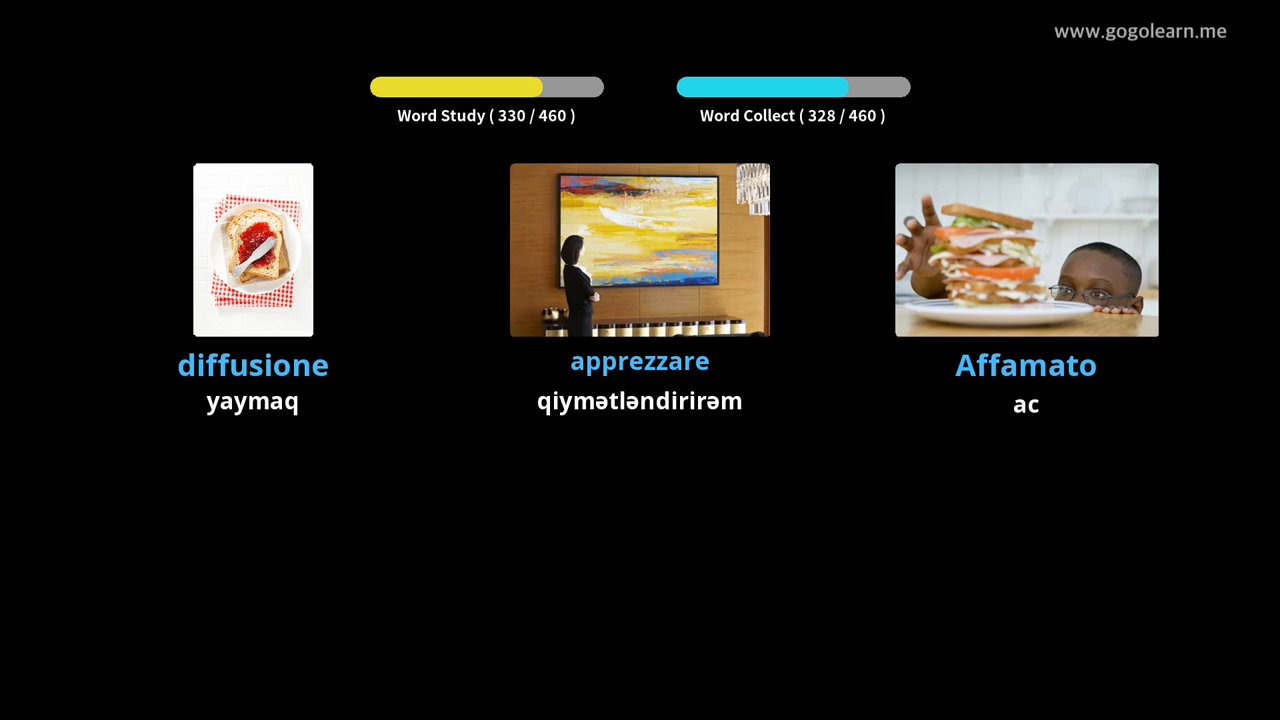 www.gogolearn.me
Word Study ( 330 / 460 )
Word Collect ( 328 / 460 )
diffusione
yaymaq
apprezzare
qiymətləndirirəm
Affamato
ac